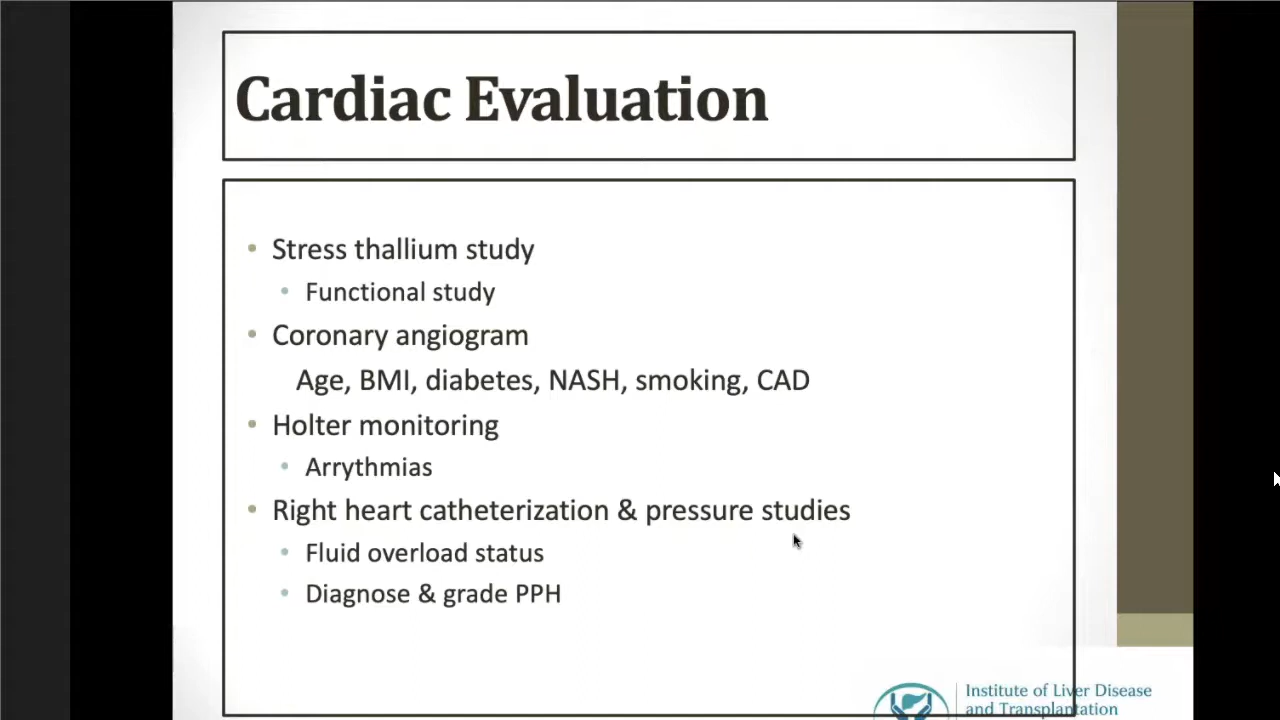 Cardiac Evaluation
• Stress thallium study
• Functional study
• Coronary angiogram
Age, BMI, diabetes, NASH, smoking, CAD
• Holter monitoring
• Arrythmias
• Right heart catheterization & pressure studies
• Fluid overload status
• Diagnose & grade PPH
Institute of Liver Disease
and Transplantation